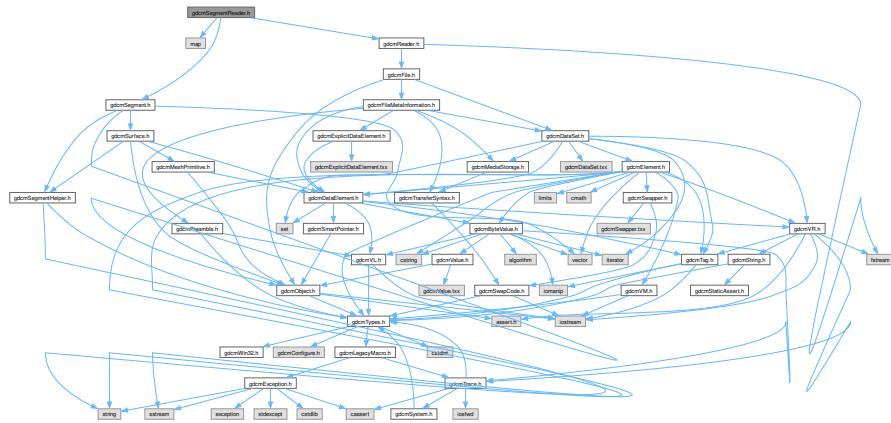 gdcmSegmentReader.h
map
gdcmReader.h
gdcmFile.h
gdcmSegment.h
gdcmFileMetaInformation.h
gdcmSurface.h
gdcmExplicitDataElement.h
gdcmDataSet.h
gdcmMeshPrimitive.h
gdcmExplicitDataElement.txx
gdcmMediaStorage.h
gdcmDataSet.txx
gdcmElement.h
gdcmSegmentHelper.h
gdcmDataElement.h
gdcmTransferSyntax.h
limits
cmath
gdcmSwapper.h
gdcmPreamble.h
set
gdcmSmartPointer.h
gdcmByteValue.h
gdcmSwapper.txx
gdcmVR.h
gdcmVL.h
cstring
gdcmValue.h
algorithm
vector
iterator
gdcmTag.h
gdcmString.h
fstream
gdcmObject.h
gdcmValue.txx
gdcmSwapCode.h
iomanip
gdcmVM.h
gdcmStaticAssert.h
gdcmTypes.h
assert.h
iostream
gdcmWin32.h
gdcmConfigure.h
gdcmLegacyMacro.h
cstdint
gdcmException.h
gdcmTrace.h
string
sstream
exception
stdexcept
cstdlib
cassert
gdcmSystem.h
iosfwd